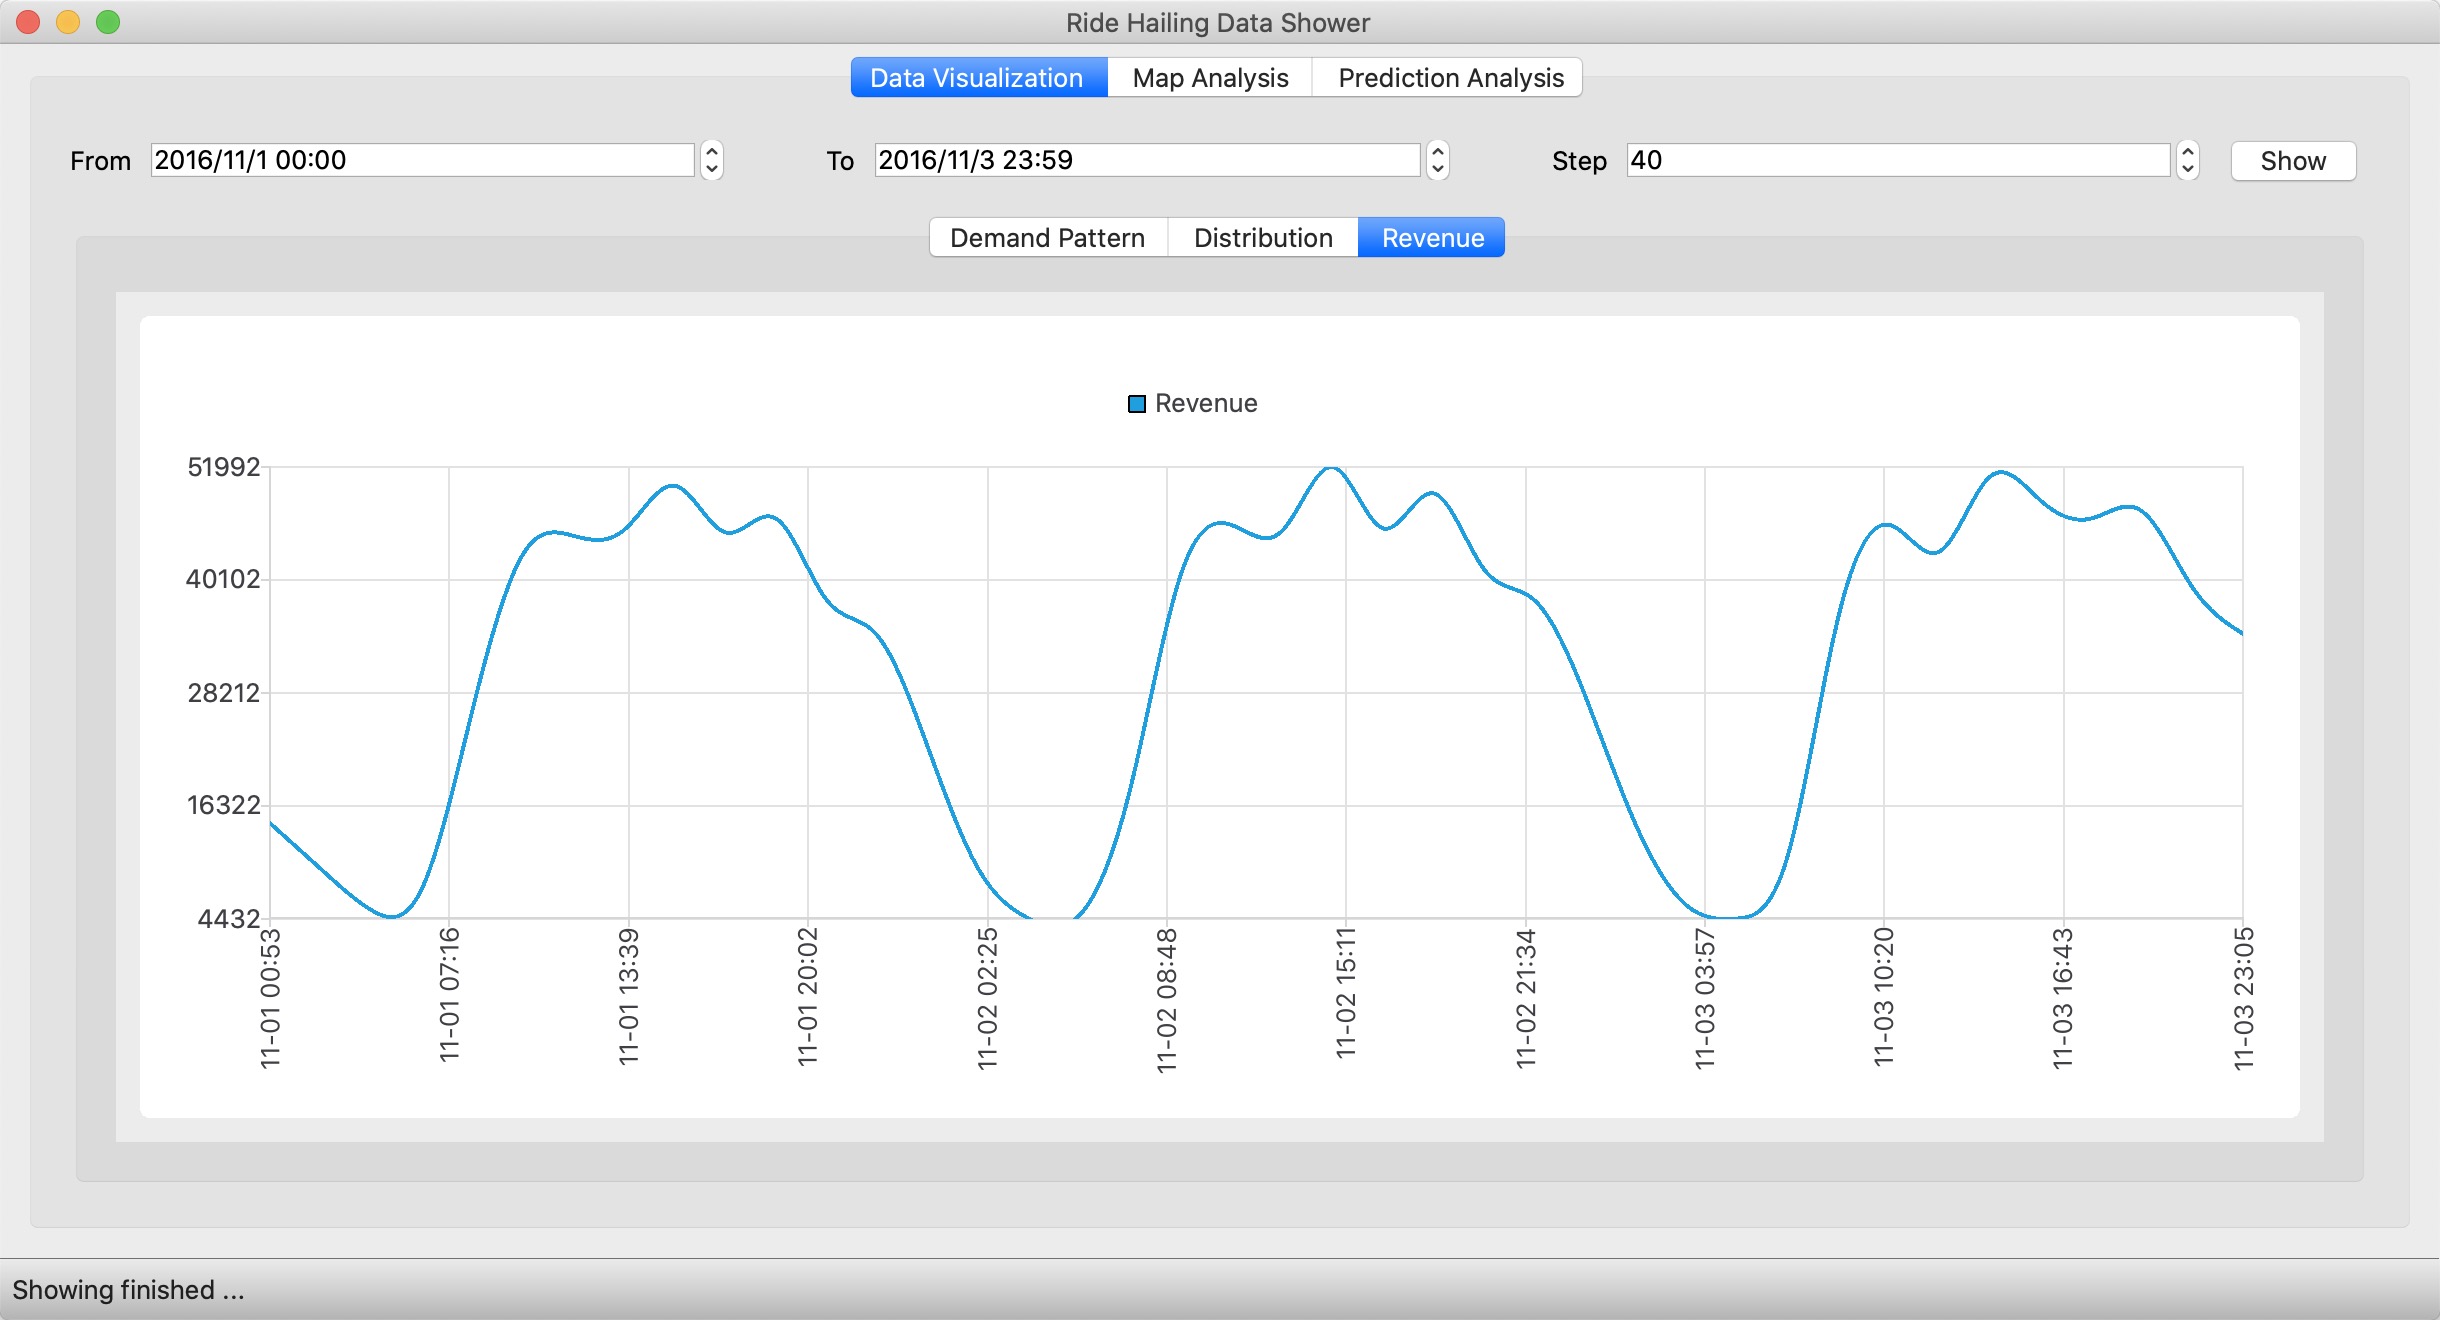 Ride Hailing Data Shower
Data Visualization Map Analysis Prediction Analysis
From 2016/11/1 00:00 To 2016/11/3 23:59 Step 40 Show
Demand Pattern Distribution Revenue
Revenue
51992
40102
28212
16322
4432
11-01 00:53
11-01 07:16
11-01 13:39
11-01 20:02
11-02 02:25
11-02 08:48
11-02 15:11
11-02 21:34
11-03 03:57
11-03 10:20
11-03 16:43
11-03 23:05
Showing finished ...